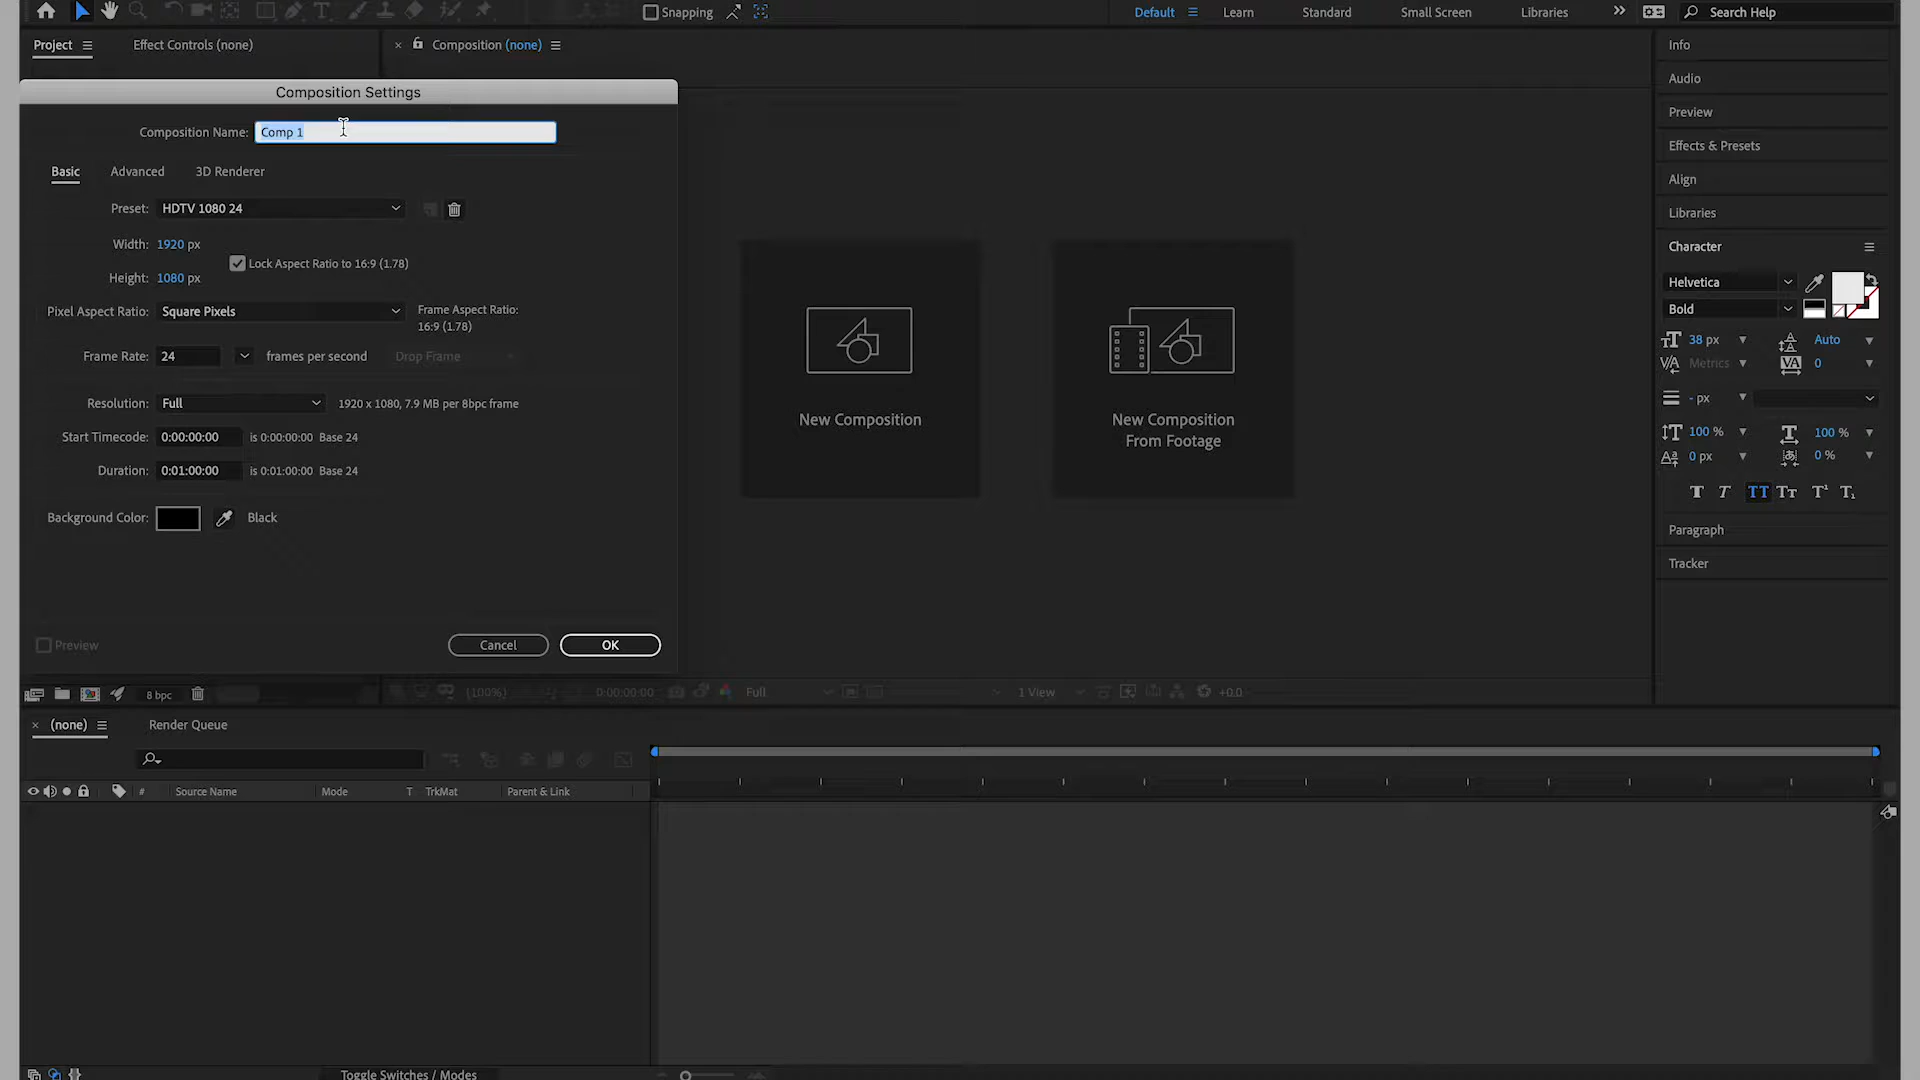 Snapping
Default
Learn
Standard
Small Screen
Libraries
Search Help
Project
Effect Controls (none)
Composition (none)
Info
Audio
Preview
Effects & Presets
Align
Libraries
Character
Helvetica
Bold
38 px
Auto
Metrics
0
- px
100 %
100 %
0 px
0 %
Paragraph
Tracker
Composition Settings
Composition Name: Comp 1
Basic
Advanced
3D Renderer
Preset: HDTV 1080 24
Width: 1920 px
Lock Aspect Ratio to 16:9 (1.78)
Height: 1080 px
Pixel Aspect Ratio: Square Pixels
Frame Aspect Ratio:
16:9 (1.78)
Frame Rate: 24 frames per second Drop Frame
Resolution: Full 1920 x 1080, 7.9 MB per 8bpc frame
Start Timecode: 0:00:00:00 is 0:00:00:00 Base 24
Duration: 0:01:00:00 is 0:01:00:00 Base 24
Background Color: Black
Preview
Cancel
OK
New Composition
New Composition
From Footage
8 bpc
(100%)
0:00:00:00
Full
1 View
+0.0
(none)
Render Queue
#
Source Name
Mode
T TrkMat
Parent & Link
Toggle Switches / Modes